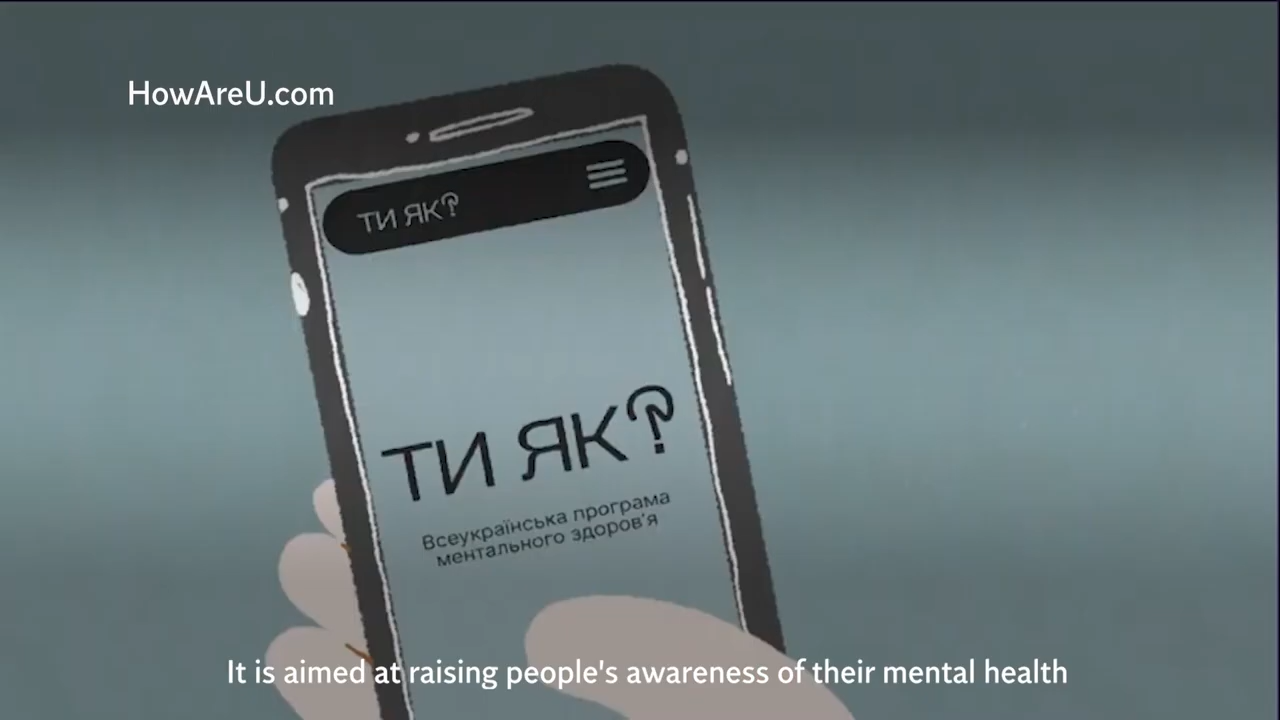 HowAreU.com
ТИ ЯК?
ТИ ЯК?
Всеукраїнська програма
ментального здоров'я
It is aimed at raising people's awareness of their mental health